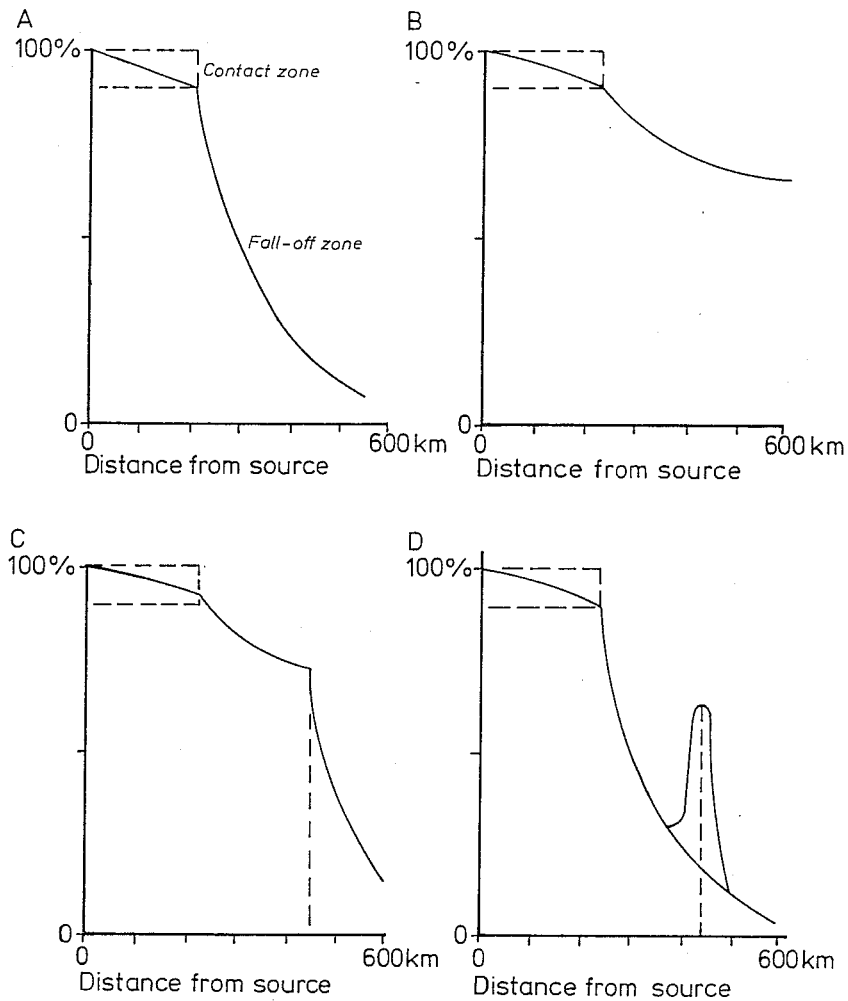 A
100%
Contact zone
Fall-off zone
0
0
600km
Distance from source
B
100%
0
0
600km
Distance from source
C
100%
0
0
600km
Distance from source
D
100%
0
0
600km
Distance from source